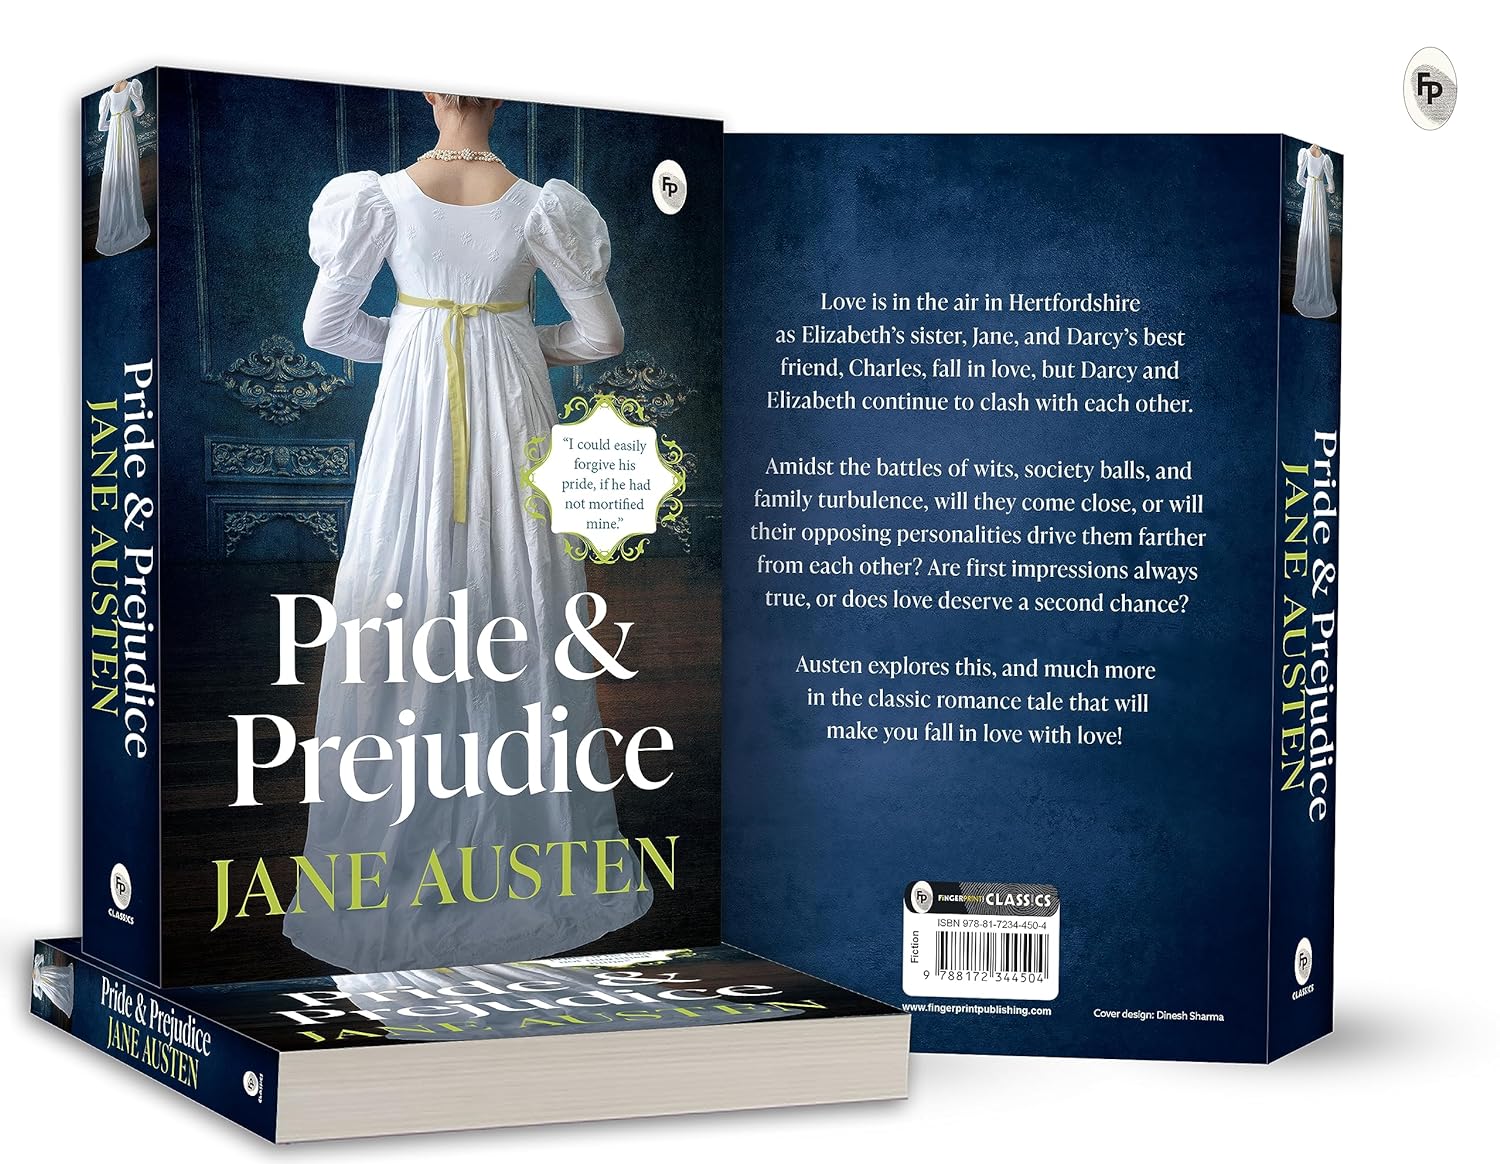 Pride & Prejudice
JANE AUSTEN
FP
CLASSICS
FP
“I could easily
forgive his
pride, if he had
not mortified
mine.”
Pride &
Prejudice
JANE AUSTEN
Pride & Prejudice
JANE AUSTEN
FP
Pride &
Prejudice
JANE AUSTEN
Love is in the air in Hertfordshire
as Elizabeth’s sister, Jane, and Darcy’s best
friend, Charles, fall in love, but Darcy and
Elizabeth continue to clash with each other.
Amidst the battles of wits, society balls, and
family turbulence, will they come close, or will
their opposing personalities drive them farther
from each other? Are first impressions always
true, or does love deserve a second chance?
Austen explores this, and much more
in the classic romance tale that will
make you fall in love with love!
FP FiNGERPRINT! CLASSICS
ISBN 978-81-7234-450-4
Fiction
9 788172 344504
www.fingerprintpublishing.com
Cover design: Dinesh Sharma
Pride & Prejudice
JANE AUSTEN
FP
CLASSICS
FP